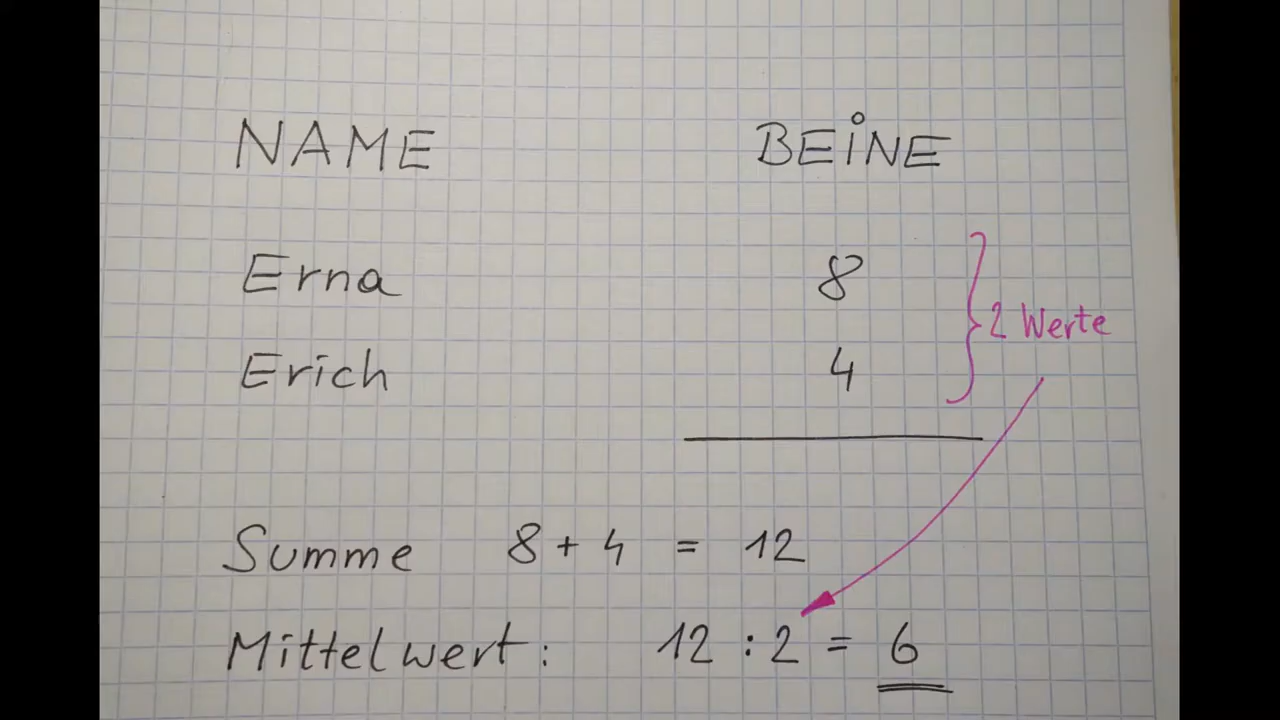 NAME BEINE
Erna 8
2 Werte
Erich 4
Summe 8 + 4 = 12
Mittelwert: 12 : 2 = 6